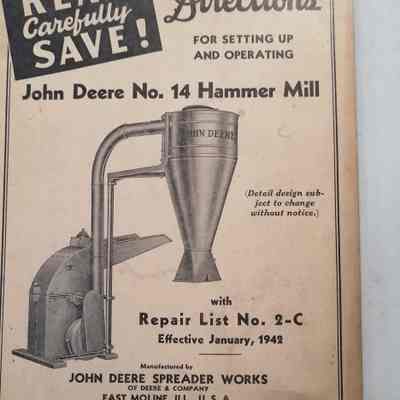 READ
Carefully
SAVE!
Directions
FOR SETTING UP
AND OPERATING
John Deere No. 14 Hammer Mill
JOHN DEERE
(Detail design sub-
ject to change
without notice.)
with
Repair List No. 2-C
Effective January, 1942
Manufactured by
JOHN DEERE SPREADER WORKS
OF DEERE & COMPANY
EAST MOLINE, ILL., U. S. A.